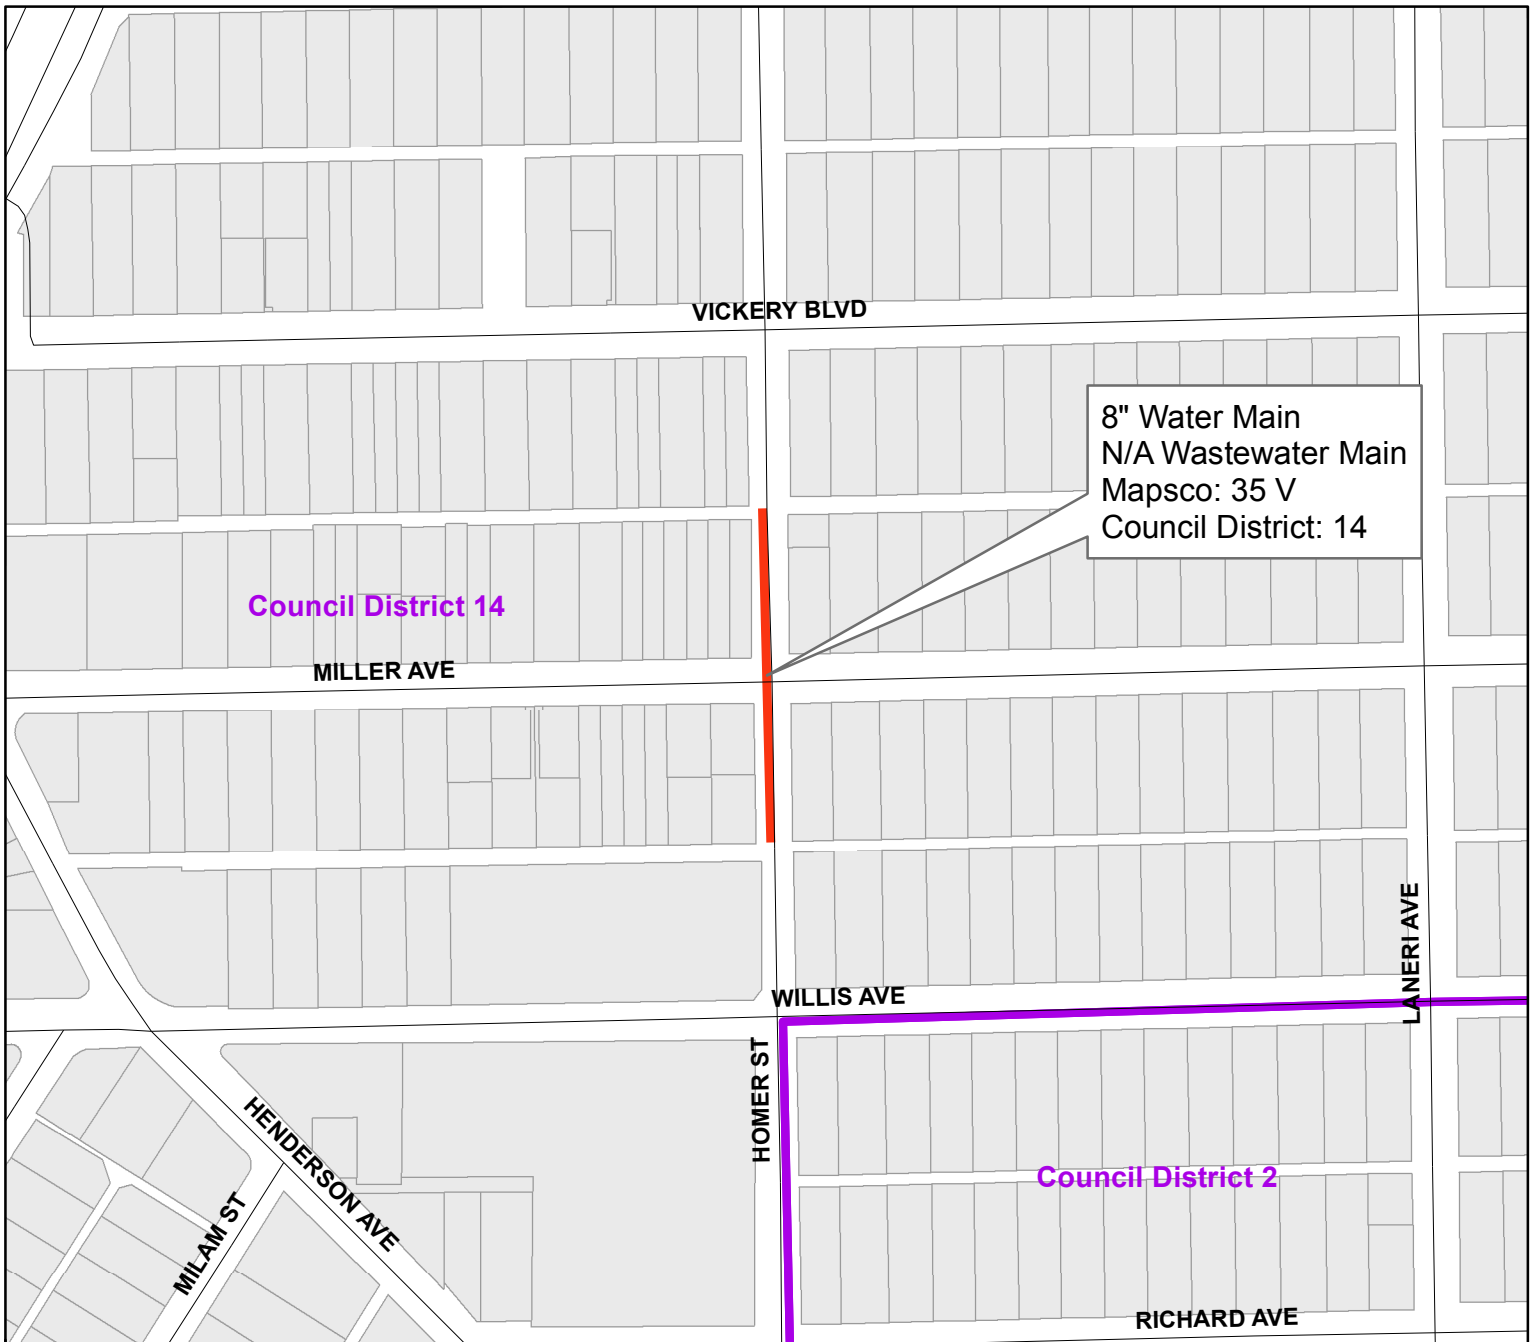 VICKERY BLVD
8" Water Main
N/A Wastewater Main
Mapsco: 35 V
Council District: 14
Council District 14
MILLER AVE
LANERI AVE
WILLIS AVE
HOMER ST
HENDERSON AVE
MILAM ST
Council District 2
RICHARD AVE